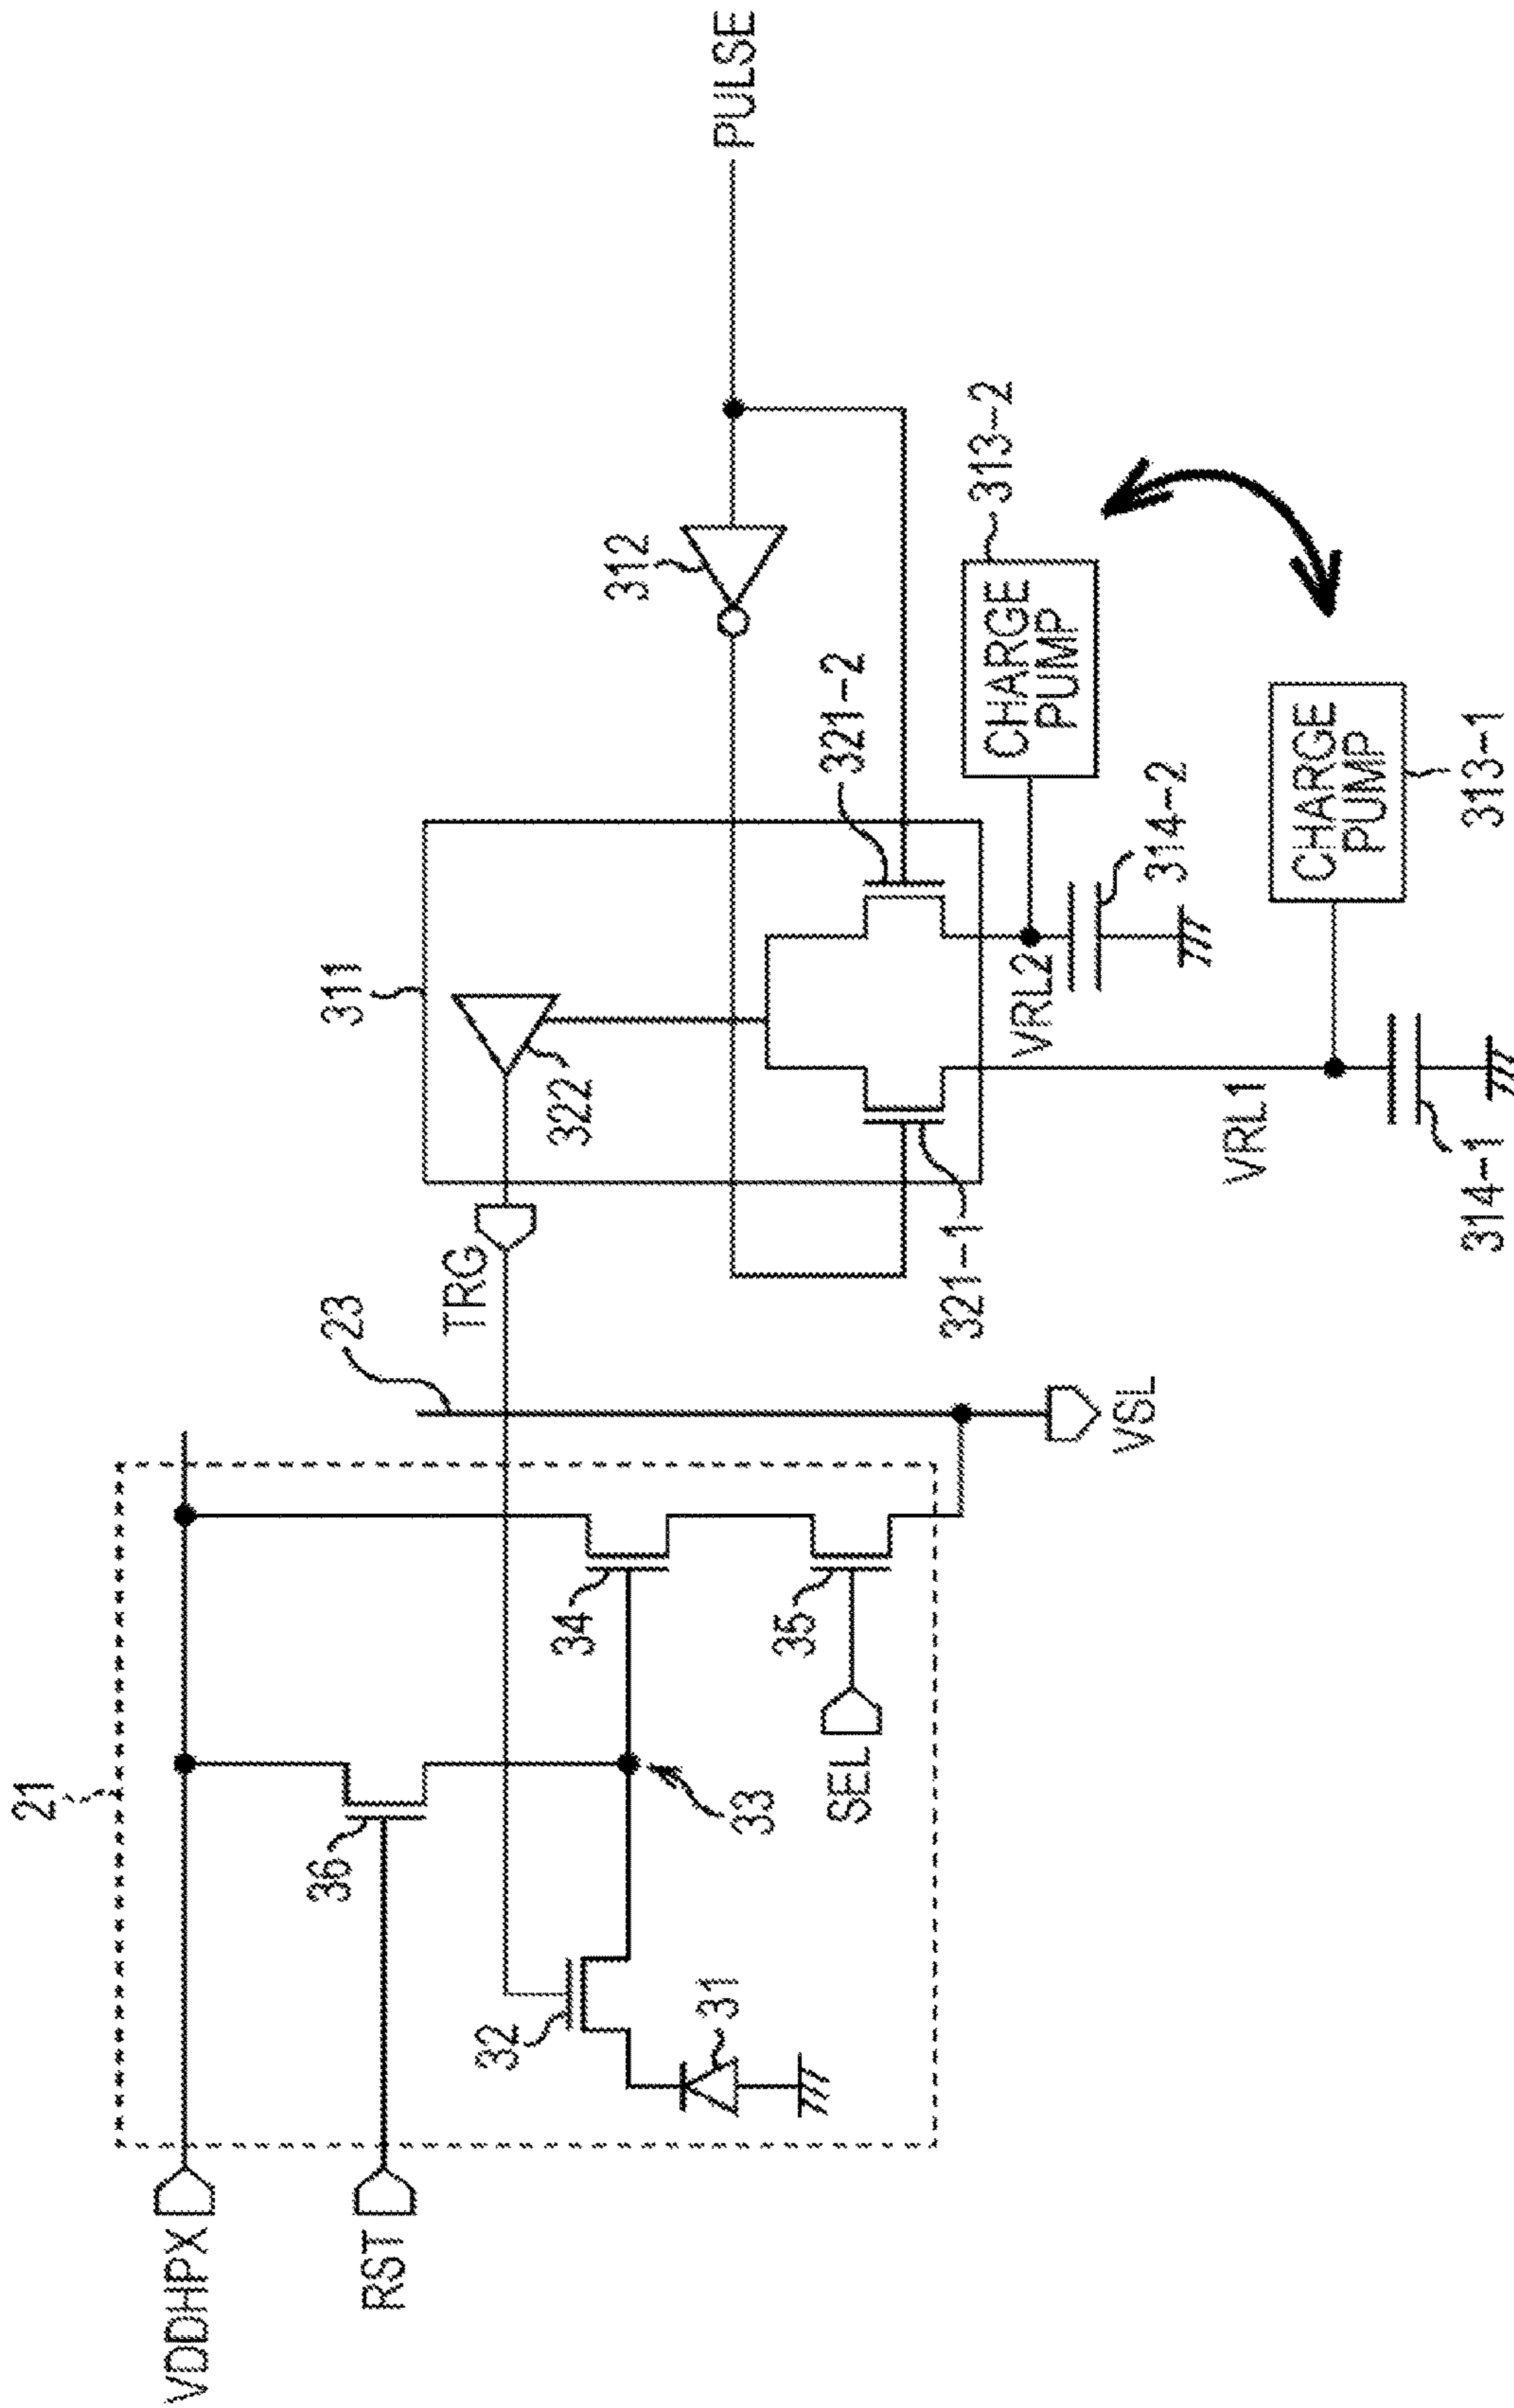 21
VDDHPX
RST
36
32
31
33
34
35
SEL
23
VSL
TRG
311
322
321-1
321-2
312
PULSE
VRL2
314-2
CHARGE
PUMP
313-2
VRL1
314-1
CHARGE
PUMP
313-1